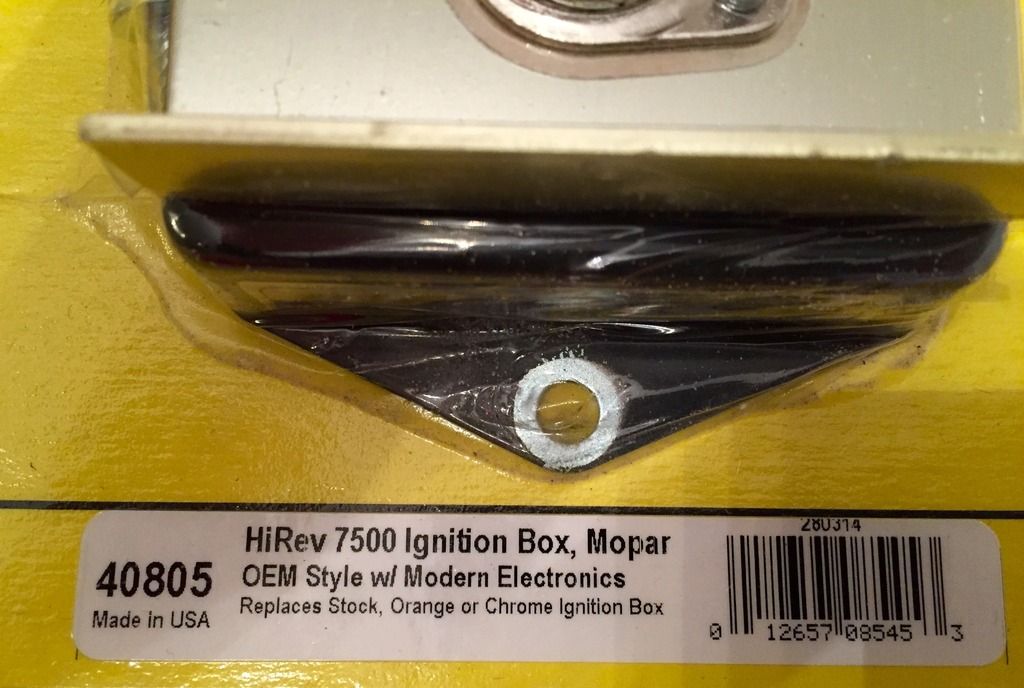 280314
HiRev 7500 Ignition Box, Mopar
40805
OEM Style w/ Modern Electronics
Made in USA
Replaces Stock, Orange or Chrome Ignition Box
0 12657 08545 3